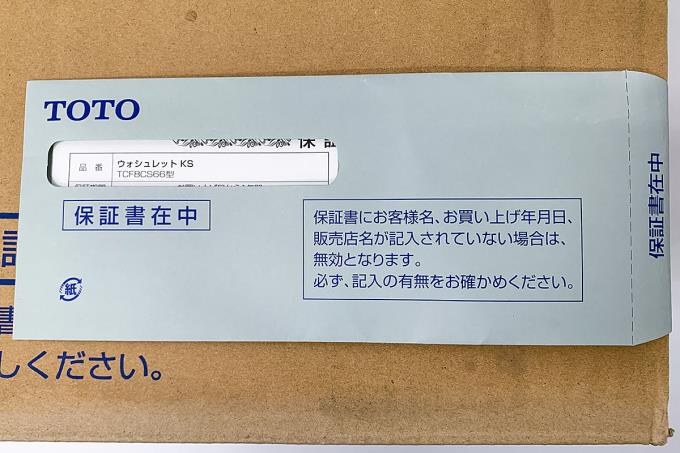 TOTO
保証
品番 ウォシュレット KS
TCF8CS66型
保証書在中
保証書にお客様名、お買い上げ年月日、
販売店名が記入されていない場合は、
無効となります。
必ず、記入の有無をお確かめください。
保証書在中
紙
書
しください。